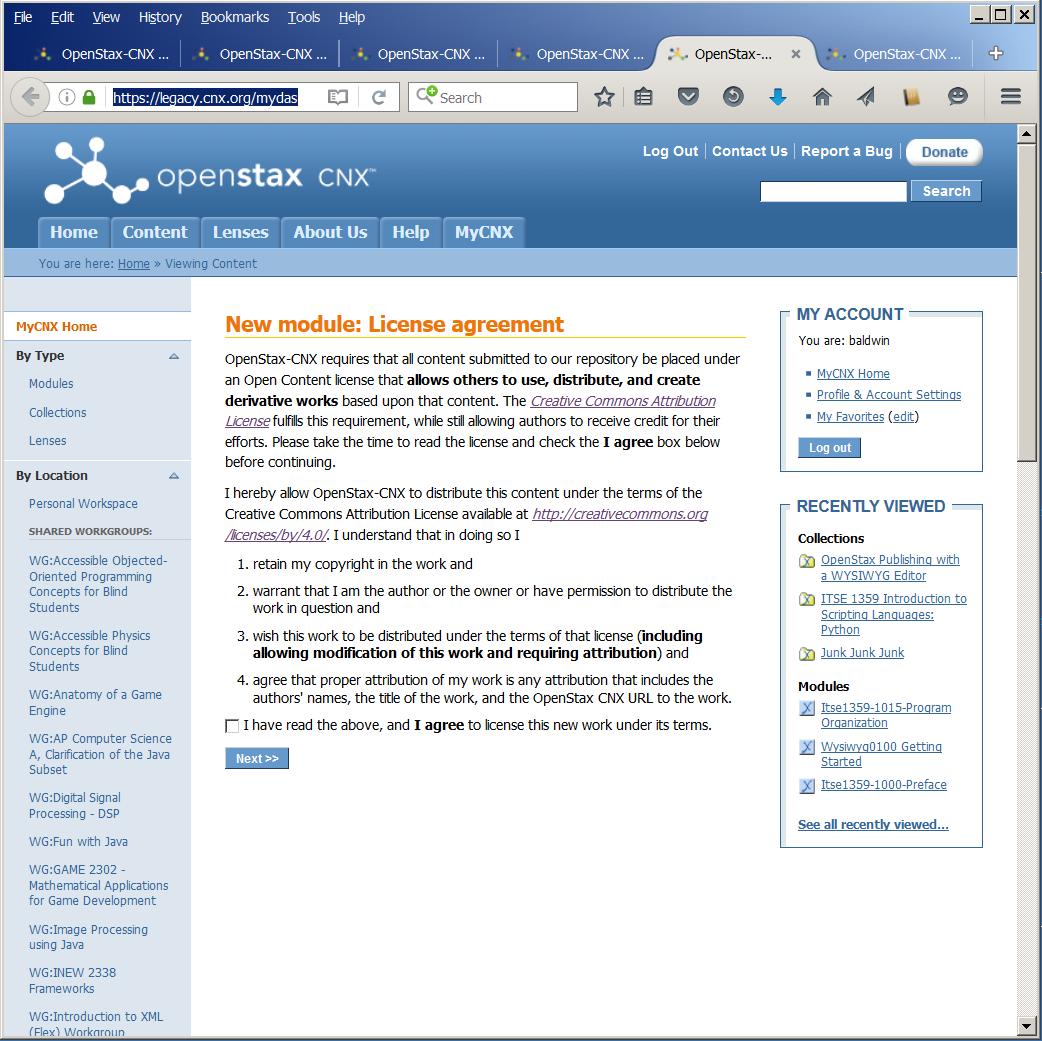 File Edit View History Bookmarks Tools Help
OpenStax-CNX ... OpenStax-CNX ... OpenStax-CNX ... OpenStax-CNX ... OpenStax-... OpenStax-CNX ...
https://legacy.cnx.org/mydas
Search
Log Out Contact Us Report a Bug Donate
openstax CNX™
Search
Home Content Lenses About Us Help MyCNX
You are here: Home » Viewing Content
MyCNX Home
By Type
Modules
Collections
Lenses
By Location
Personal Workspace
SHARED WORKGROUPS:
WG:Accessible Objected-
Oriented Programming
Concepts for Blind
Students
WG:Accessible Physics
Concepts for Blind
Students
WG:Anatomy of a Game
Engine
WG:AP Computer Science
A, Clarification of the Java
Subset
WG:Digital Signal
Processing - DSP
WG:Fun with Java
WG:GAME 2302 -
Mathematical Applications
for Game Development
WG:Image Processing
using Java
WG:INEW 2338
Frameworks
WG:Introduction to XML
(Flex) Workgroup
New module: License agreement
OpenStax-CNX requires that all content submitted to our repository be placed under
an Open Content license that allows others to use, distribute, and create
derivative works based upon that content. The Creative Commons Attribution
License fulfills this requirement, while still allowing authors to receive credit for their
efforts. Please take the time to read the license and check the I agree box below
before continuing.
I hereby allow OpenStax-CNX to distribute this content under the terms of the
Creative Commons Attribution License available at http://creativecommons.org
/licenses/by/4.0/. I understand that in doing so I
1. retain my copyright in the work and
2. warrant that I am the author or the owner or have permission to distribute the
work in question and
3. wish this work to be distributed under the terms of that license (including
allowing modification of this work and requiring attribution) and
4. agree that proper attribution of my work is any attribution that includes the
authors' names, the title of the work, and the OpenStax CNX URL to the work.
I have read the above, and I agree to license this new work under its terms.
Next >>
MY ACCOUNT
You are: baldwin
MyCNX Home
Profile & Account Settings
My Favorites (edit)
Log out
RECENTLY VIEWED
Collections
OpenStax Publishing with
a WYSIWYG Editor
ITSE 1359 Introduction to
Scripting Languages:
Python
Junk Junk Junk
Modules
Itse1359-1015-Program
Organization
Wysiwyg0100 Getting
Started
Itse1359-1000-Preface
See all recently viewed...